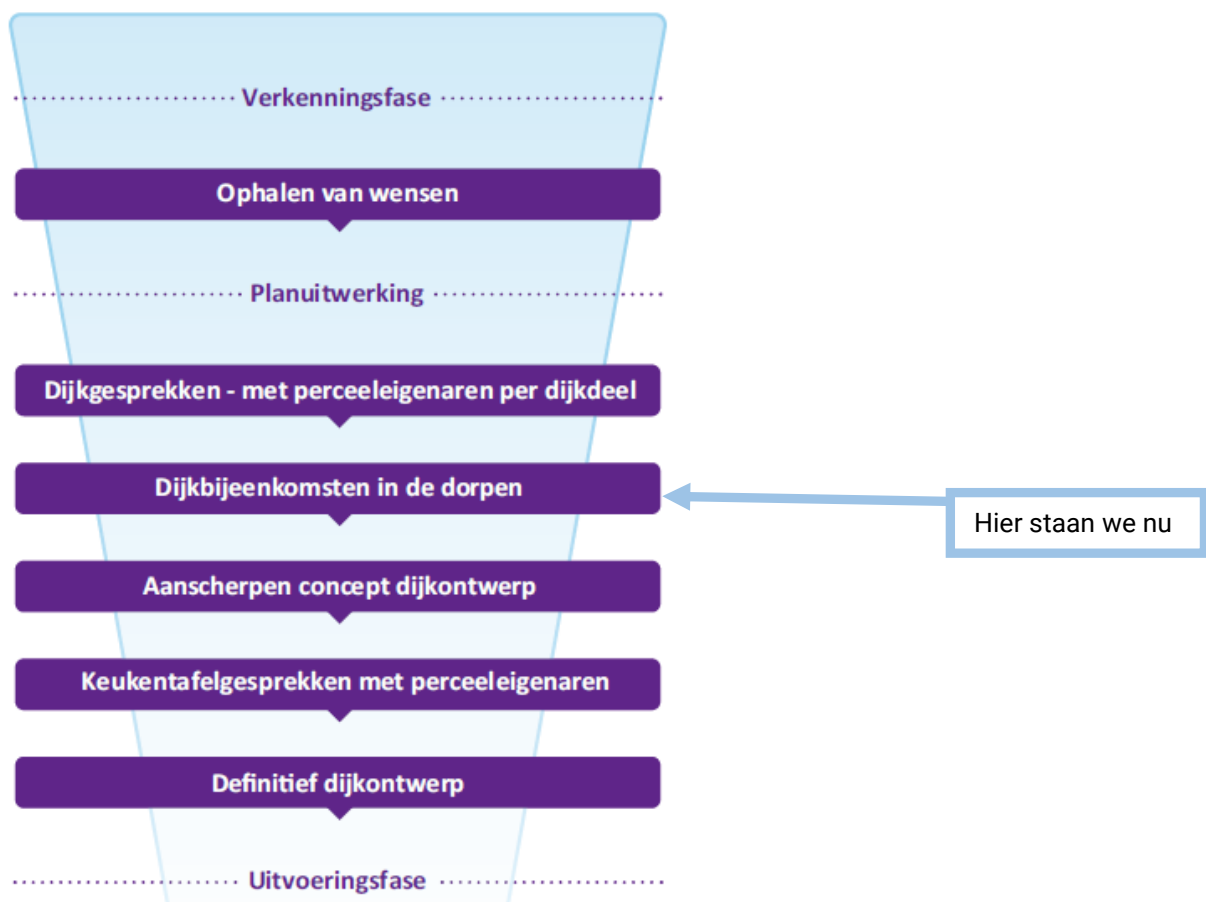 Verkenningsfase
Ophalen van wensen
Planuitwerking
Dijkgesprekken - met perceeleigenaren per dijkdeel
Dijkbijeenkomsten in de dorpen
Hier staan we nu
Aanscherpen concept dijkontwerp
Keukentafelgesprekken met perceeleigenaren
Definitief dijkontwerp
Uitvoeringsfase